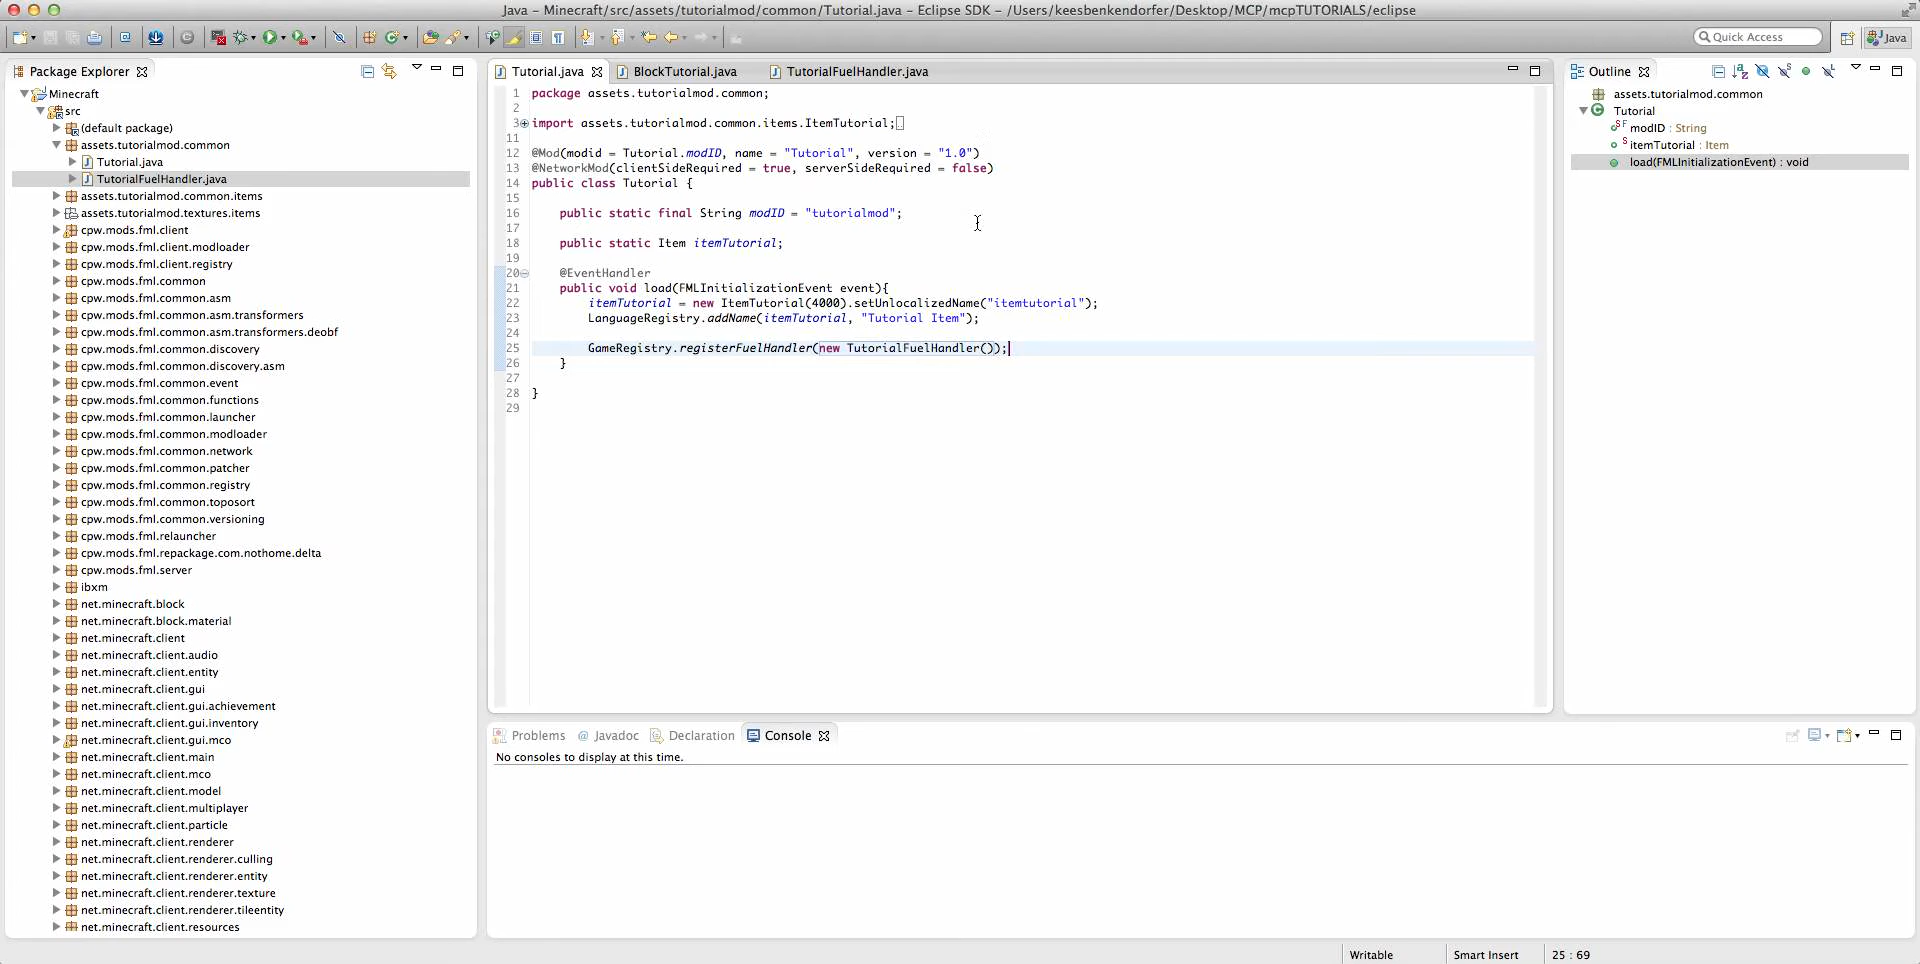 Java – Minecraft/src/assets/tutorialmod/common/Tutorial.java – Eclipse SDK – /Users/keesbenkendorfer/Desktop/MCP/mcpTUTORIALS/eclipse
Quick Access
Java
Package Explorer
Minecraft
src
(default package)
assets.tutorialmod.common
Tutorial.java
TutorialFuelHandler.java
assets.tutorialmod.common.items
assets.tutorialmod.textures.items
cpw.mods.fml.client
cpw.mods.fml.client.modloader
cpw.mods.fml.client.registry
cpw.mods.fml.common
cpw.mods.fml.common.asm
cpw.mods.fml.common.asm.transformers
cpw.mods.fml.common.asm.transformers.deobf
cpw.mods.fml.common.discovery
cpw.mods.fml.common.discovery.asm
cpw.mods.fml.common.event
cpw.mods.fml.common.functions
cpw.mods.fml.common.launcher
cpw.mods.fml.common.modloader
cpw.mods.fml.common.network
cpw.mods.fml.common.patcher
cpw.mods.fml.common.registry
cpw.mods.fml.common.toposort
cpw.mods.fml.common.versioning
cpw.mods.fml.relauncher
cpw.mods.fml.repackage.com.nothome.delta
cpw.mods.fml.server
ibxm
net.minecraft.block
net.minecraft.block.material
net.minecraft.client
net.minecraft.client.audio
net.minecraft.client.entity
net.minecraft.client.gui
net.minecraft.client.gui.achievement
net.minecraft.client.gui.inventory
net.minecraft.client.gui.mco
net.minecraft.client.main
net.minecraft.client.mco
net.minecraft.client.model
net.minecraft.client.multiplayer
net.minecraft.client.particle
net.minecraft.client.renderer
net.minecraft.client.renderer.culling
net.minecraft.client.renderer.entity
net.minecraft.client.renderer.texture
net.minecraft.client.renderer.tileentity
net.minecraft.client.resources
Tutorial.java BlockTutorial.java TutorialFuelHandler.java
1 package assets.tutorialmod.common;
2
3 import assets.tutorialmod.common.items.ItemTutorial;
11
12 @Mod(modid = Tutorial.modID, name = "Tutorial", version = "1.0")
13 @NetworkMod(clientSideRequired = true, serverSideRequired = false)
14 public class Tutorial {
15
16 public static final String modID = "tutorialmod";
17
18 public static Item itemTutorial;
19
20 @EventHandler
21 public void load(FMLInitializationEvent event){
22 itemTutorial = new ItemTutorial(4000).setUnlocalizedName("itemtutorial");
23 LanguageRegistry.addName(itemTutorial, "Tutorial Item");
24
25 GameRegistry.registerFuelHandler(new TutorialFuelHandler());
26 }
27
28 }
29
Outline
assets.tutorialmod.common
Tutorial
modID : String
itemTutorial : Item
load(FMLInitializationEvent) : void
Problems Javadoc Declaration Console
No consoles to display at this time.
Writable Smart Insert 25 : 69